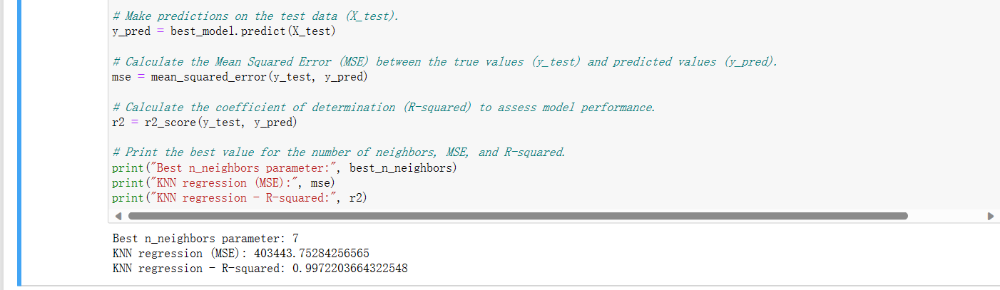 # Make predictions on the test data (X_test).
y_pred = best_model.predict(X_test)
# Calculate the Mean Squared Error (MSE) between the true values (y_test) and predicted values (y_pred).
mse = mean_squared_error(y_test, y_pred)
# Calculate the coefficient of determination (R-squared) to assess model performance.
r2 = r2_score(y_test, y_pred)
# Print the best value for the number of neighbors, MSE, and R-squared.
print("Best n_neighbors parameter:", best_n_neighbors)
print("KNN regression (MSE):", mse)
print("KNN regression - R-squared:", r2)
Best n_neighbors parameter: 7
KNN regression (MSE): 403443.75284256565
KNN regression - R-squared: 0.9972203664322548